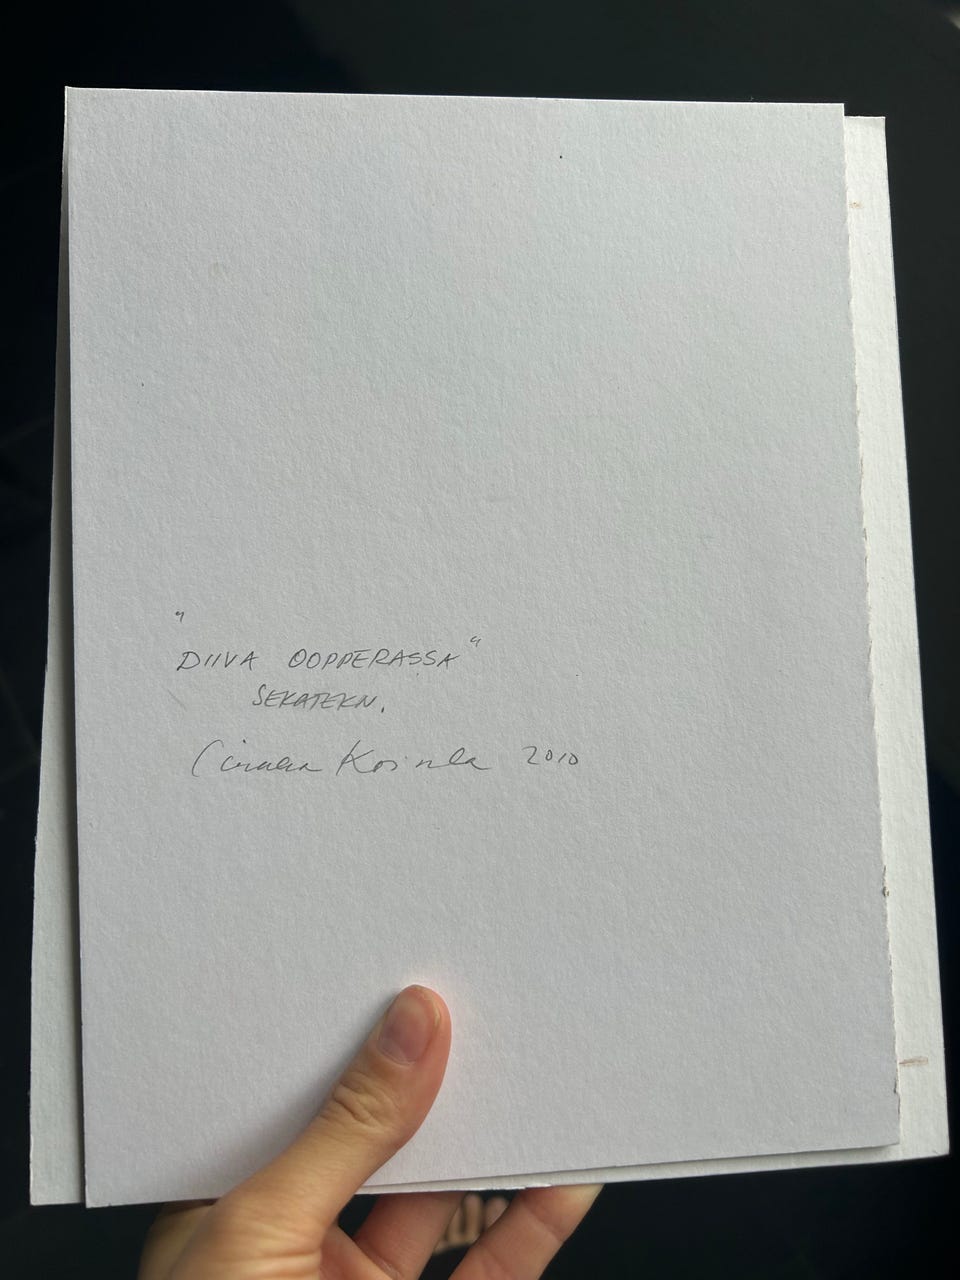 "DIIVA OOPPERASSA"
SEKATEKN.
2010